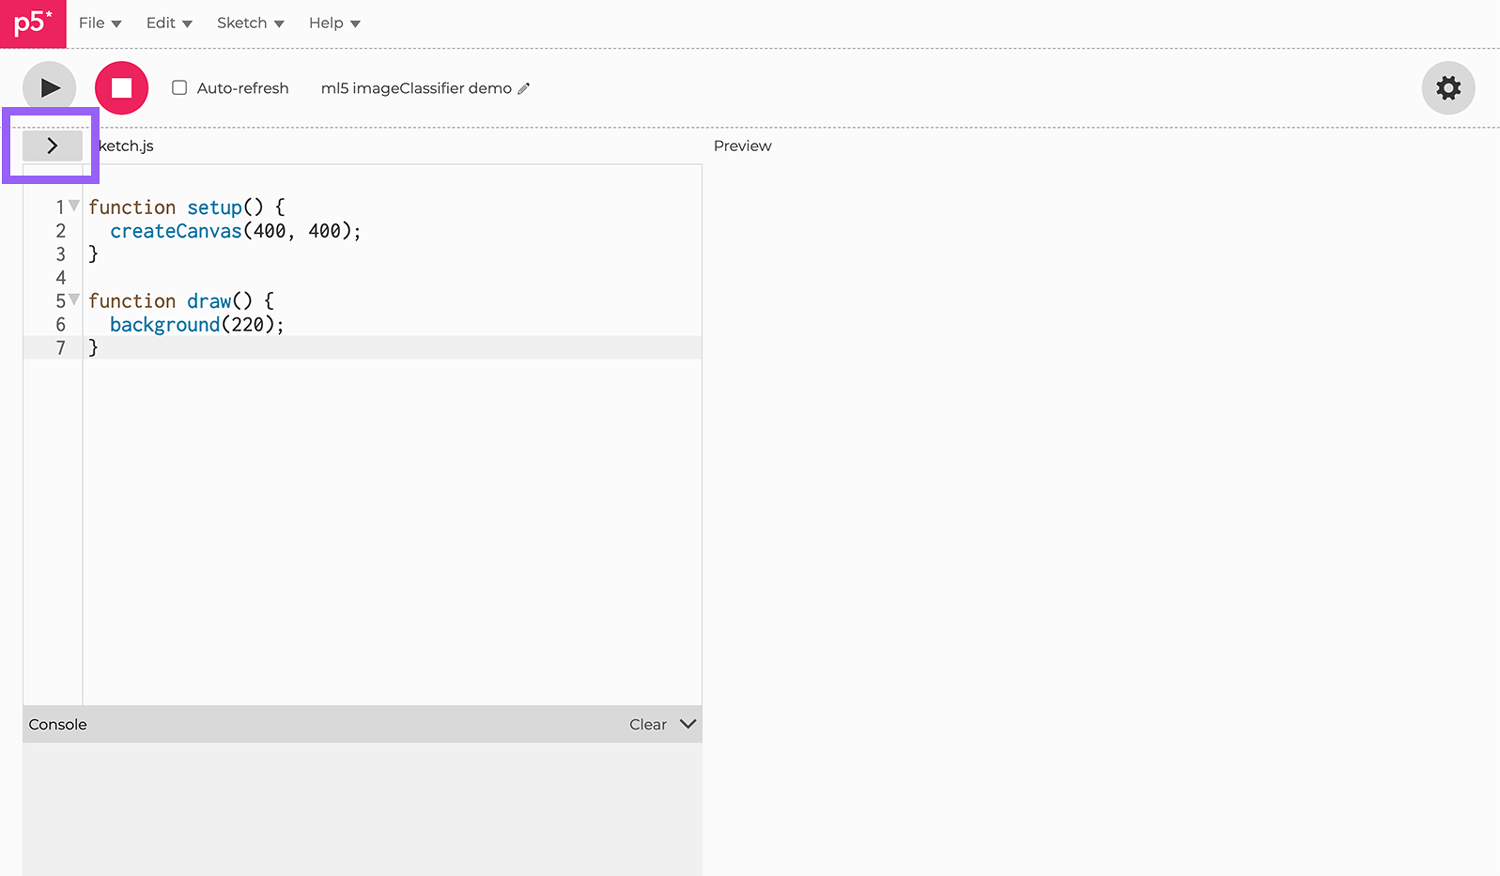 p5*
File
Edit
Sketch
Help
Auto-refresh
ml5 imageClassifier demo
ketch.js
Preview
1 function setup() {
2   createCanvas(400, 400);
3 }
4
5 function draw() {
6   background(220);
7 }
Console
Clear